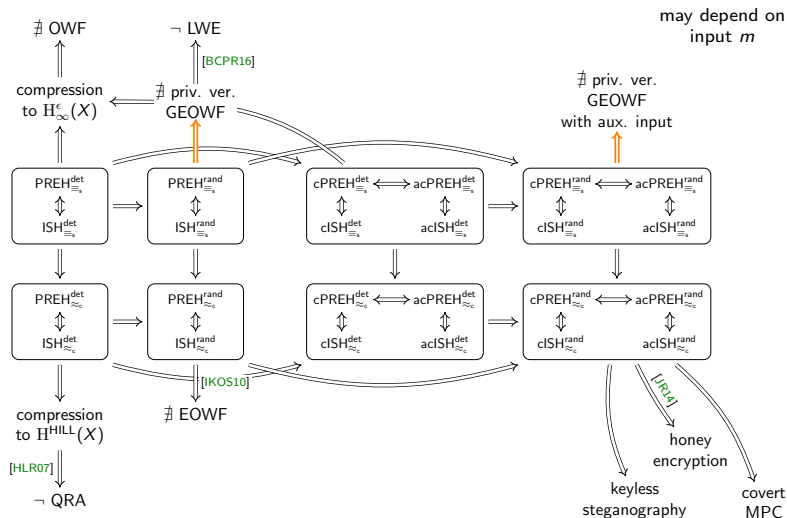 may depend on
input m
∄ OWF
¬ LWE
[BCPR16]
∄ priv. ver.
GEOWF
compression
to H^ϵ_∞(X)
∄ priv. ver.
GEOWF
with aux. input
PREH^det_≡s
ISH^det_≡s
PREH^rand_≡s
ISH^rand_≡s
cPREH^det_≡s ⟺ acPREH^det_≡s
cISH^det_≡s acISH^det_≡s
cPREH^rand_≡s ⟺ acPREH^rand_≡s
cISH^rand_≡s acISH^rand_≡s
PREH^det_≈c
ISH^det_≈c
PREH^rand_≈c
ISH^rand_≈c
cPREH^det_≈c ⟺ acPREH^det_≈c
cISH^det_≈c acISH^det_≈c
cPREH^rand_≈c ⟺ acPREH^rand_≈c
cISH^rand_≈c acISH^rand_≈c
[IKOS10]
[JR14]
compression
to H^HILL(X)
∄ EOWF
[HLR07]
¬ QRA
honey
encryption
keyless
steganography
covert
MPC